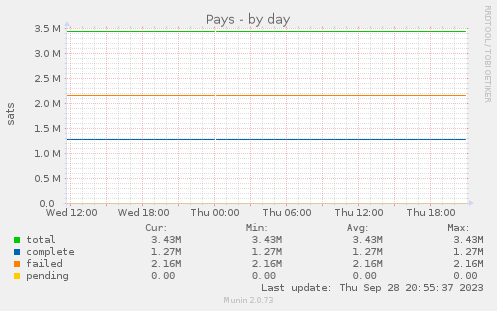 Pays - by day
RRDTOOL / TOBI OETIKER
sats
3.5 M
3.0 M
2.5 M
2.0 M
1.5 M
1.0 M
0.5 M
0.0
Wed 12:00 Wed 18:00 Thu 00:00 Thu 06:00 Thu 12:00 Thu 18:00
Cur: Min: Avg: Max:
total 3.43M 3.43M 3.43M 3.43M
complete 1.27M 1.27M 1.27M 1.27M
failed 2.16M 2.16M 2.16M 2.16M
pending 0.00 0.00 0.00 0.00
Last update: Thu Sep 28 20:55:37 2023
Munin 2.0.73